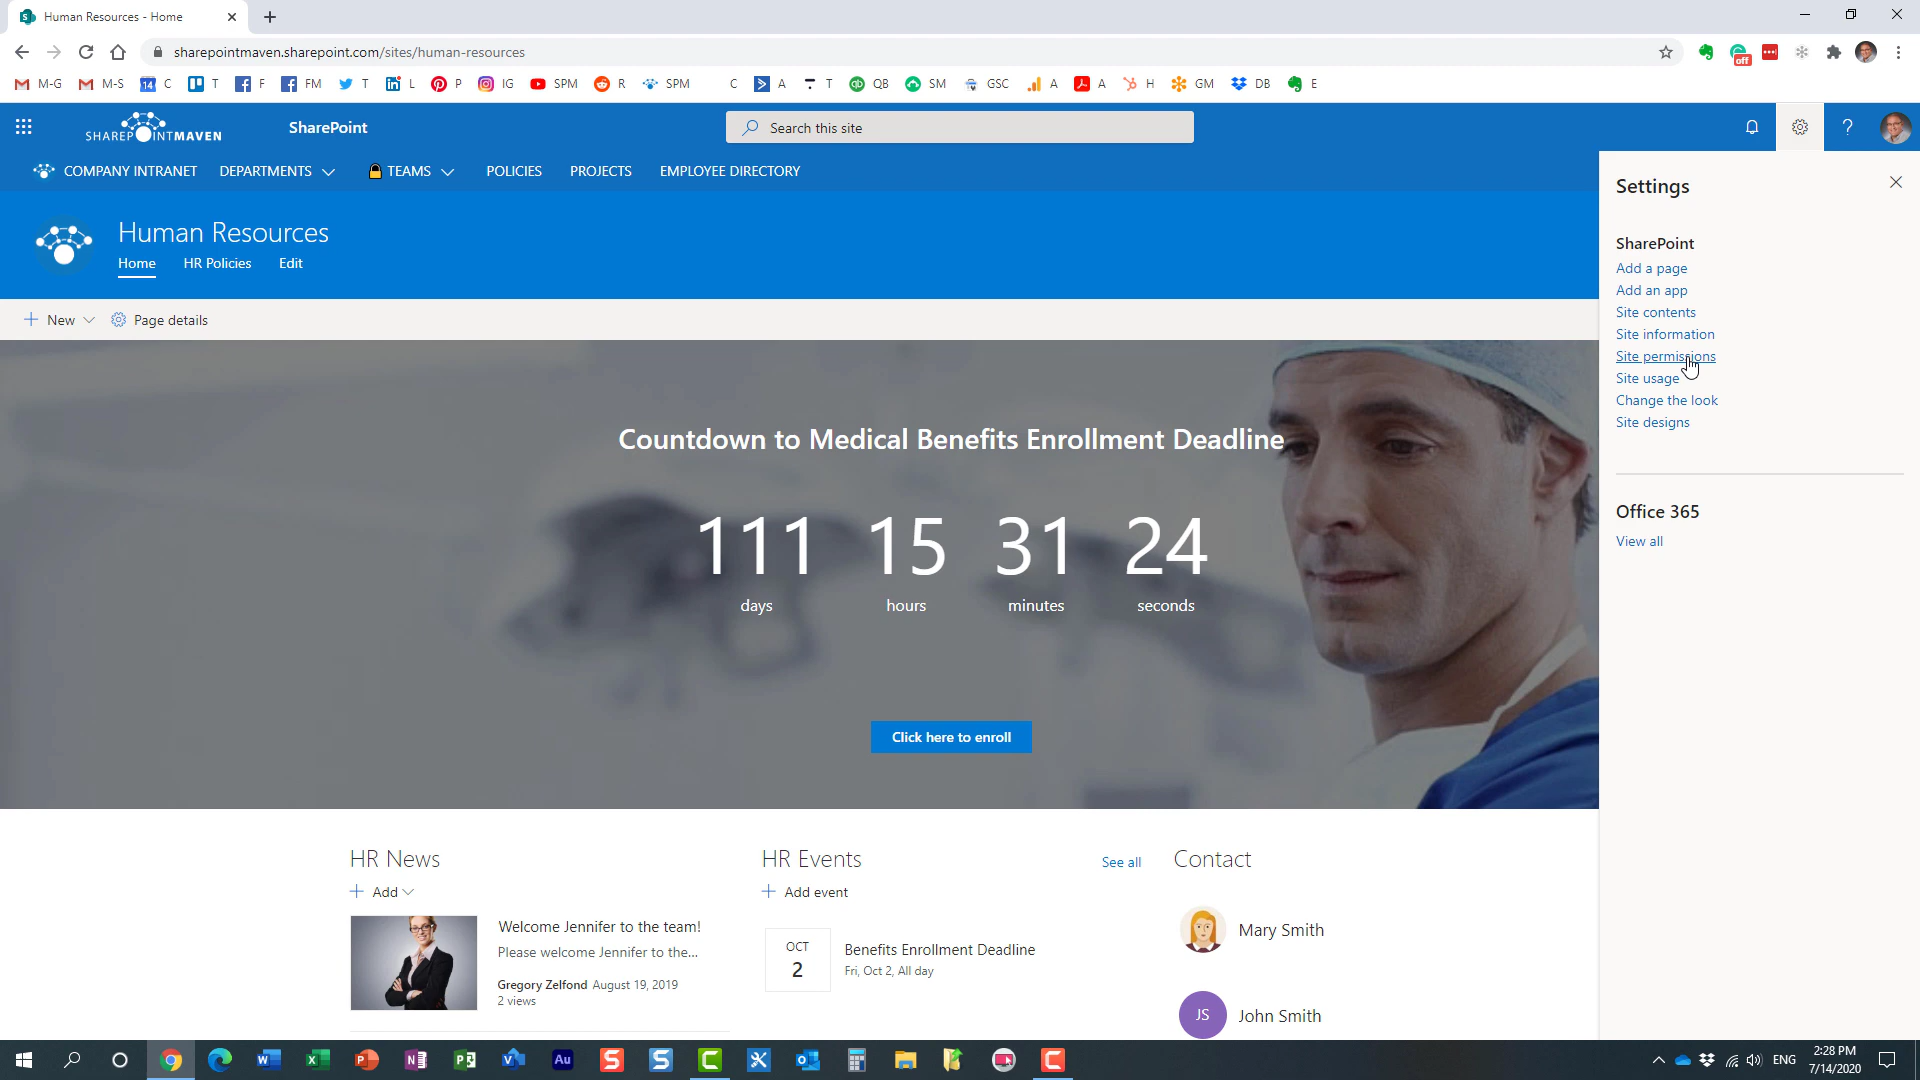 Human Resources - Home
sharepointmaven.sharepoint.com/sites/human-resources
off
M-G M-S 14 C T F FM T L P IG SPM R SPM C A T QB SM GSC A A H GM DB E
SHAREPOINTMAVEN SharePoint Search this site ?
COMPANY INTRANET DEPARTMENTS TEAMS POLICIES PROJECTS EMPLOYEE DIRECTORY
Human Resources
Home HR Policies Edit
+ New Page details
Countdown to Medical Benefits Enrollment Deadline
111 15 31 24
days hours minutes seconds
Click here to enroll
HR News
+ Add
Welcome Jennifer to the team!
Please welcome Jennifer to the...
Gregory Zelfond August 19, 2019
2 views
HR Events See all
+ Add event
OCT
2
Benefits Enrollment Deadline
Fri, Oct 2, All day
Contact
Mary Smith
JS John Smith
Settings
SharePoint
Add a page
Add an app
Site contents
Site information
Site permissions
Site usage
Change the look
Site designs
Office 365
View all
Au
ENG
2:28 PM
7/14/2020